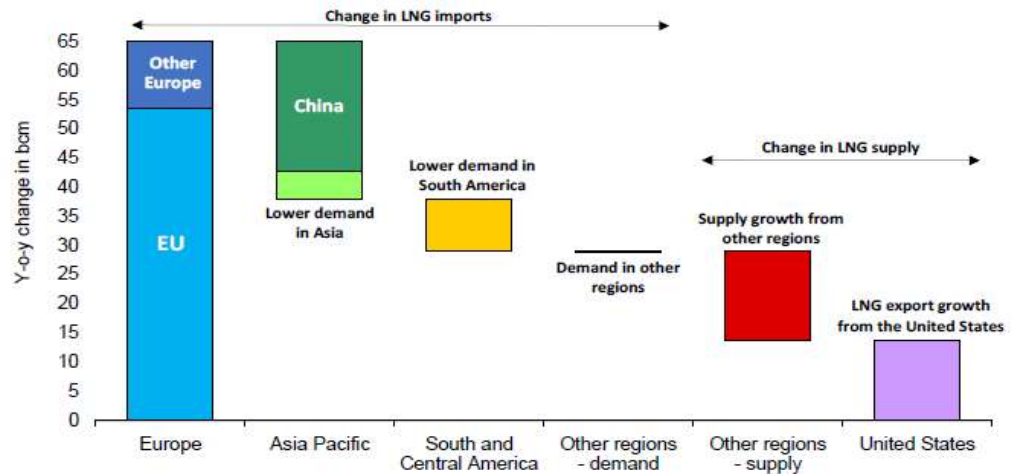 Change in LNG imports
65
60
55
50
45
40
35
30
25
20
15
10
5
0
Y-o-y change in bcm
Other
Europe
EU
China
Lower demand
in Asia
Lower demand in
South America
Demand in other
regions
Change in LNG supply
Supply growth from
other regions
LNG export growth
from the United States
Europe
Asia Pacific
South and
Central America
Other regions
- demand
Other regions
- supply
United States